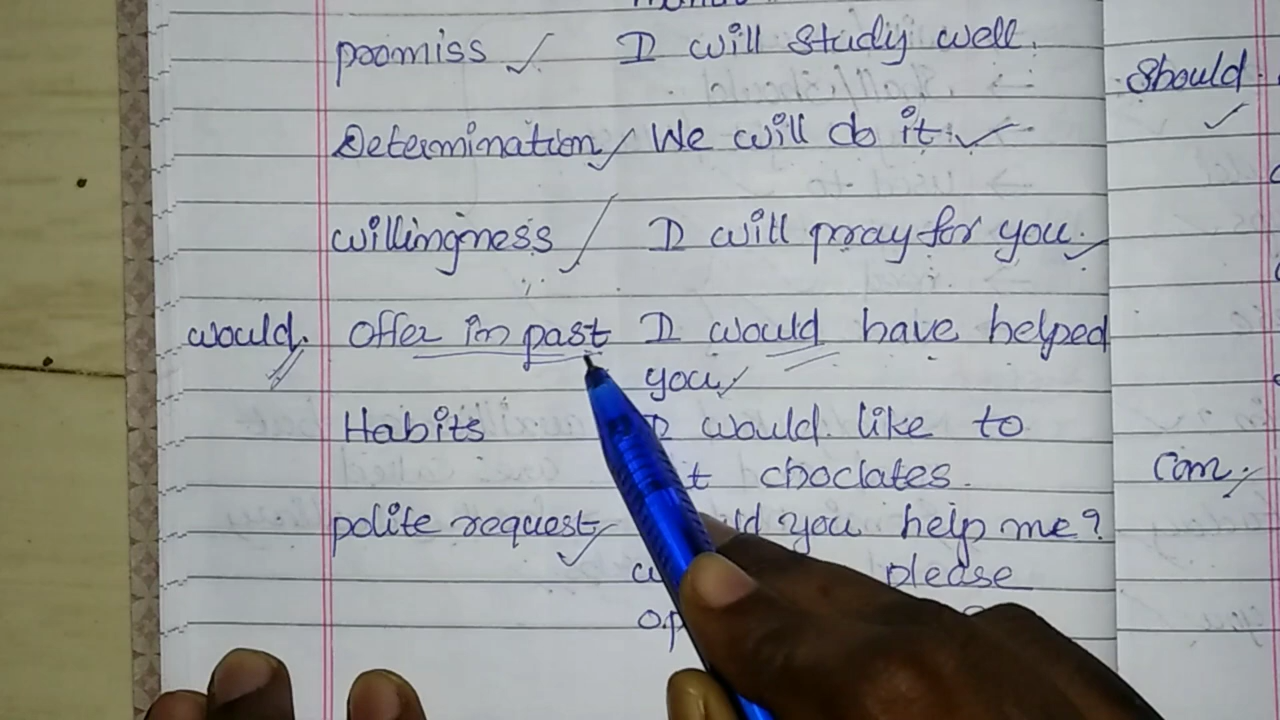 poomiss I will study well.
Determination We will do it.
willingness I will pray for you.
would. offer in past I would have helped
you
Habits would like to
choclates.
polite request you help me?
please
Should.
Can.